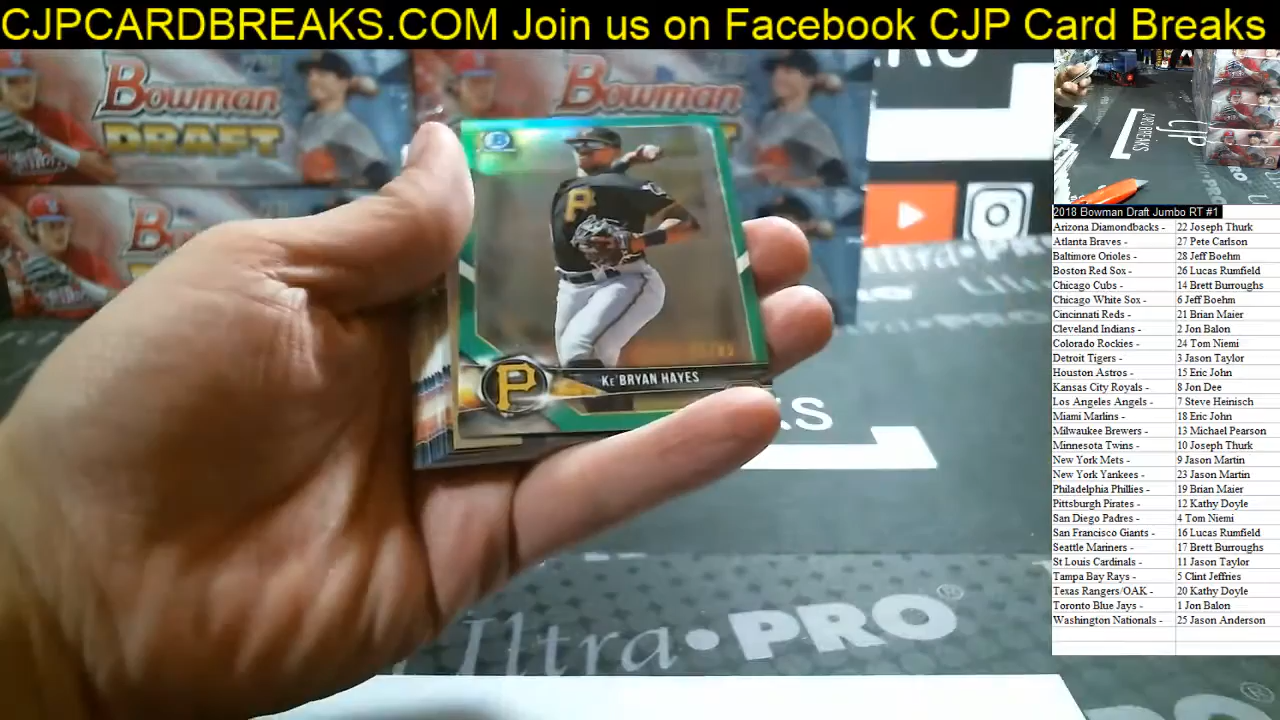 CJPCARDBREAKS.COM Join us on Facebook CJP Card Breaks
Bowman
DRAFT
Bowman
P
P
KE'BRYAN HAYES
Ultra•PRO®
CARD BREAKS
CJP
2018 Bowman Draft Jumbo RT #1
Arizona Diamondbacks - 22 Joseph Thurk
Atlanta Braves - 27 Pete Carlson
Baltimore Orioles - 28 Jeff Boehm
Boston Red Sox - 26 Lucas Rumfield
Chicago Cubs - 14 Brett Burroughs
Chicago White Sox - 6 Jeff Boehm
Cincinnati Reds - 21 Brian Maier
Cleveland Indians - 2 Jon Balon
Colorado Rockies - 24 Tom Niemi
Detroit Tigers - 3 Jason Taylor
Houston Astros - 15 Eric John
Kansas City Royals - 8 Jon Dee
Los Angeles Angels - 7 Steve Heinisch
Miami Marlins - 18 Eric John
Milwaukee Brewers - 13 Michael Pearson
Minnesota Twins - 10 Joseph Thurk
New York Mets - 9 Jason Martin
New York Yankees - 23 Jason Martin
Philadelphia Phillies - 19 Brian Maier
Pittsburgh Pirates - 12 Kathy Doyle
San Diego Padres - 4 Tom Niemi
San Francisco Giants - 16 Lucas Rumfield
Seattle Mariners - 17 Brett Burroughs
St Louis Cardinals - 11 Jason Taylor
Tampa Bay Rays - 5 Clint Jeffries
Texas Rangers/OAK - 20 Kathy Doyle
Toronto Blue Jays - 1 Jon Balon
Washington Nationals - 25 Jason Anderson